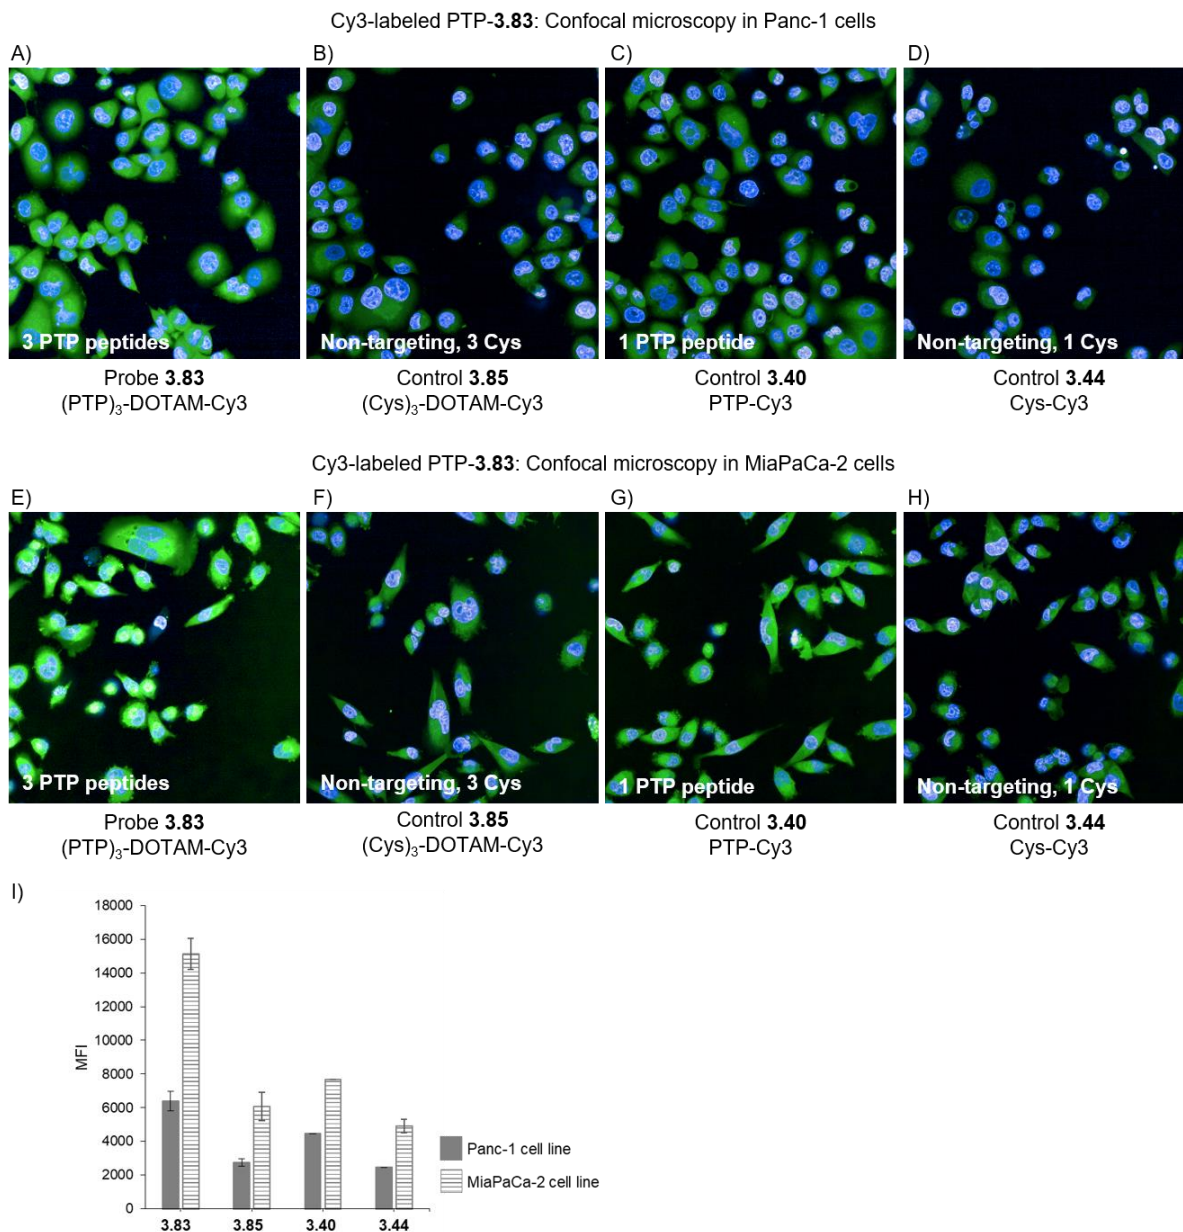 Cy3-labeled PTP-3.83: Confocal microscopy in Panc-1 cells
A)
B)
C)
D)
3 PTP peptides
Non-targeting, 3 Cys
1 PTP peptide
Non-targeting, 1 Cys
Probe 3.83
(PTP)₃-DOTAM-Cy3
Control 3.85
(Cys)₃-DOTAM-Cy3
Control 3.40
PTP-Cy3
Control 3.44
Cys-Cy3
Cy3-labeled PTP-3.83: Confocal microscopy in MiaPaCa-2 cells
E)
F)
G)
H)
3 PTP peptides
Non-targeting, 3 Cys
1 PTP peptide
Non-targeting, 1 Cys
Probe 3.83
(PTP)₃-DOTAM-Cy3
Control 3.85
(Cys)₃-DOTAM-Cy3
Control 3.40
PTP-Cy3
Control 3.44
Cys-Cy3
I)
18000
16000
14000
12000
10000
8000
6000
4000
2000
0
MFI
3.83
3.85
3.40
3.44
Panc-1 cell line
MiaPaCa-2 cell line